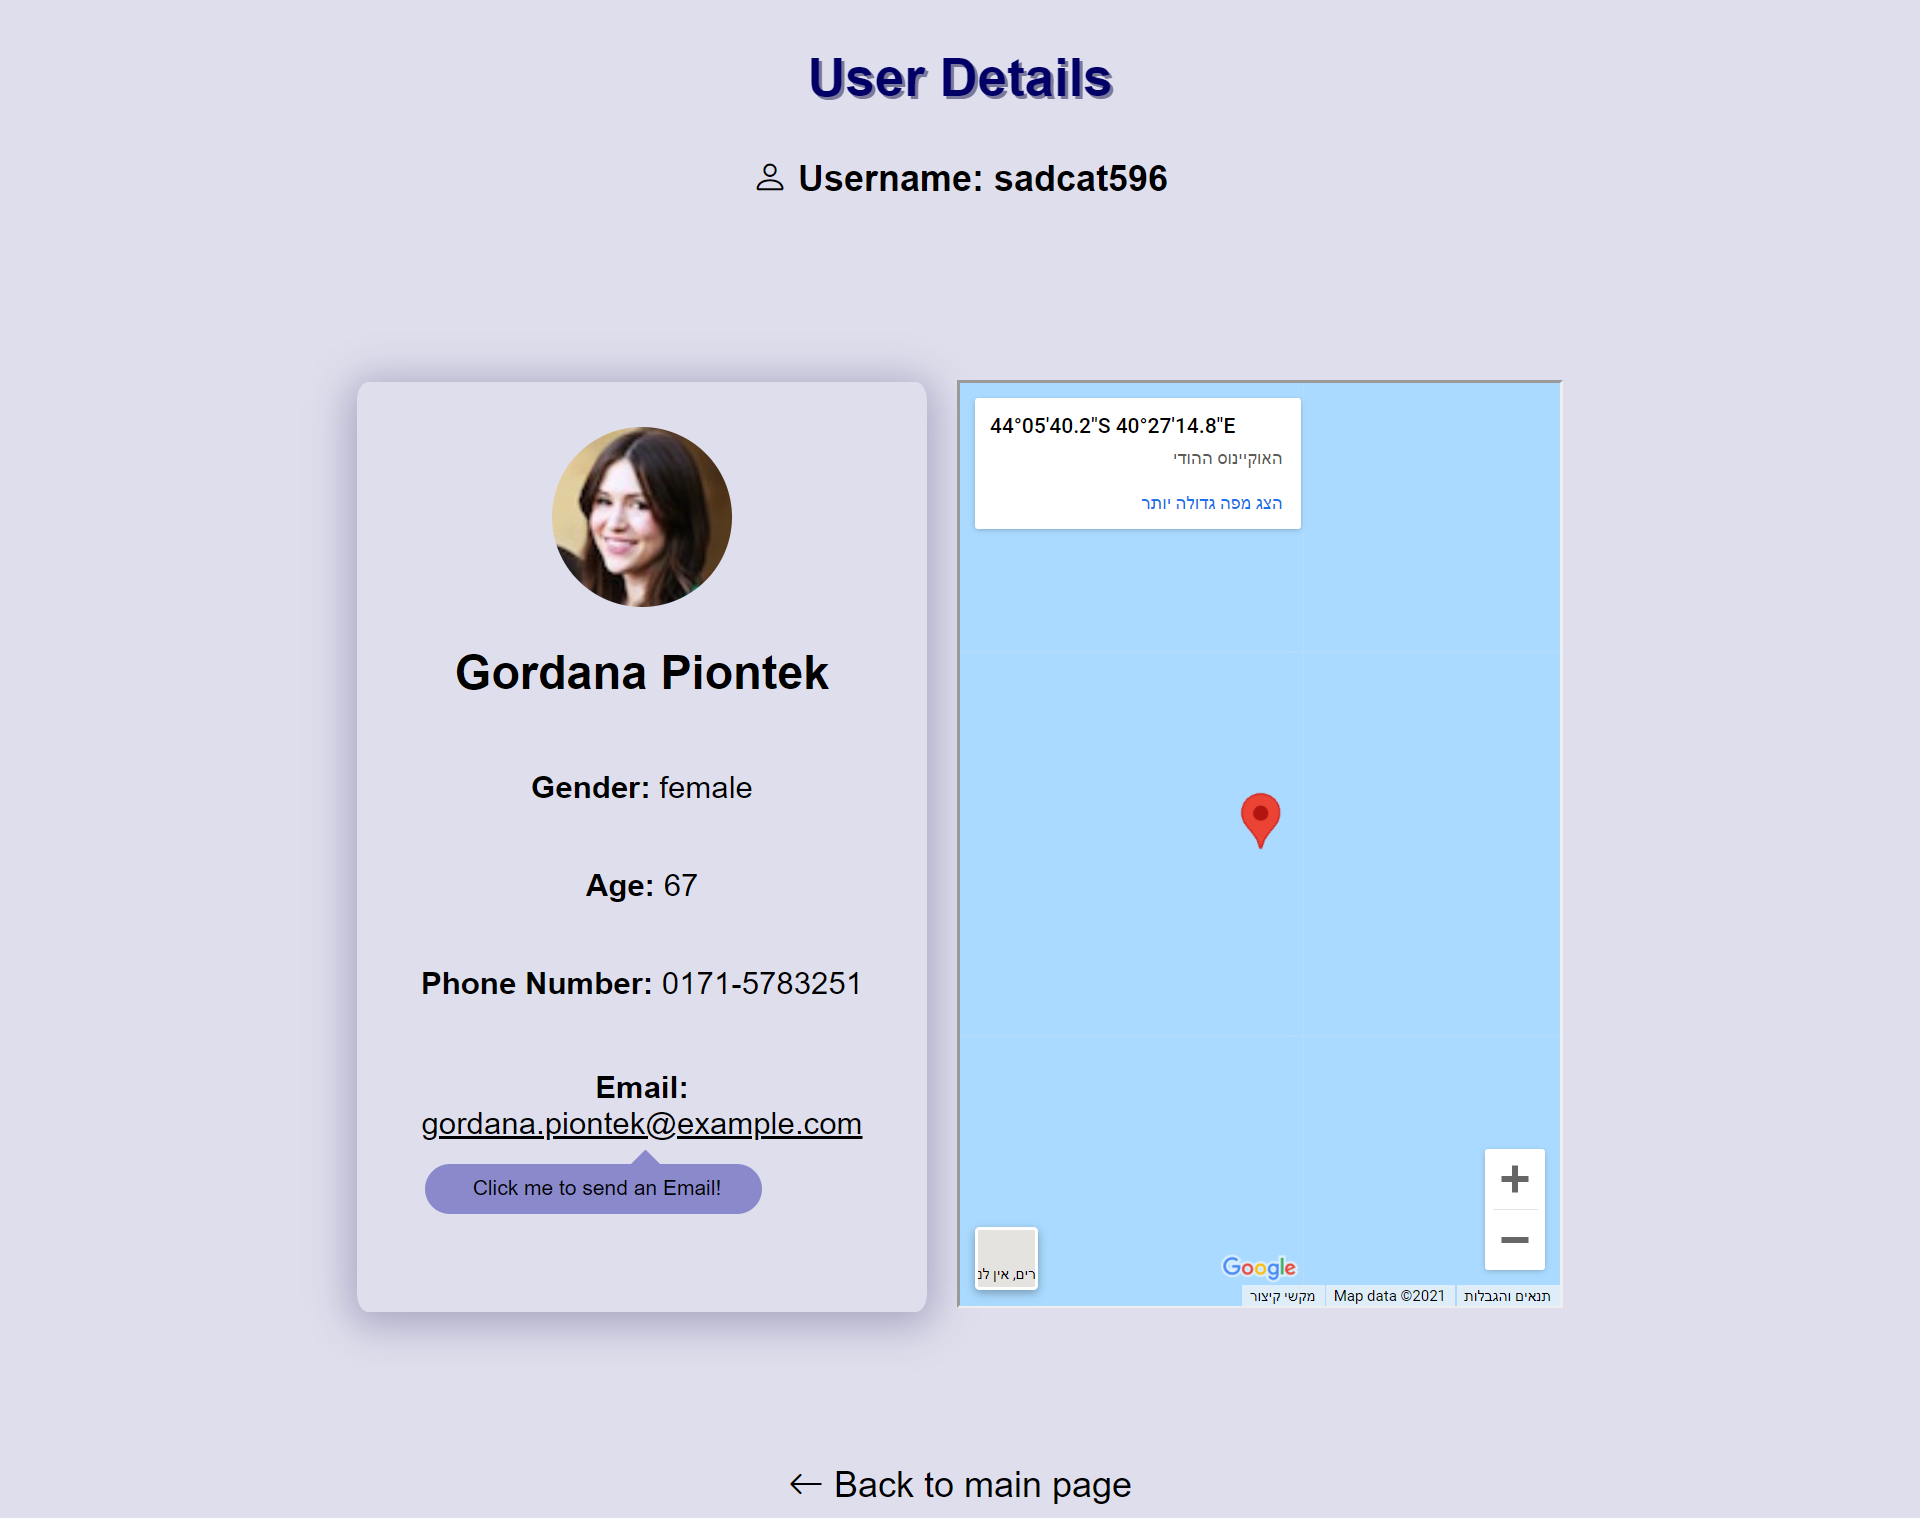 User Details
Username: sadcat596
Gordana Piontek
Gender: female
Age: 67
Phone Number: 0171-5783251
Email:
gordana.piontek@example.com
Click me to send an Email!
44°05'40.2"S 40°27'14.8"E
האוקיינוס ההודי
הצג מפה גדולה יותר
רים, אין לנ
Google
מקשי קיצור
Map data ©2021
תנאים והגבלות
Back to main page